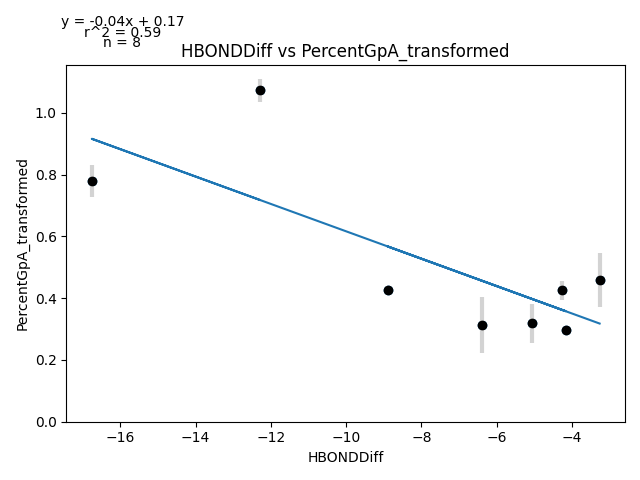 y = -0.04x + 0.17
r^2 = 0.59
n = 8
HBONDDiff vs PercentGpA_transformed
PercentGpA_transformed
1.0
0.8
0.6
0.4
0.2
0.0
−16
−14
−12
−10
−8
−6
−4
HBONDDiff